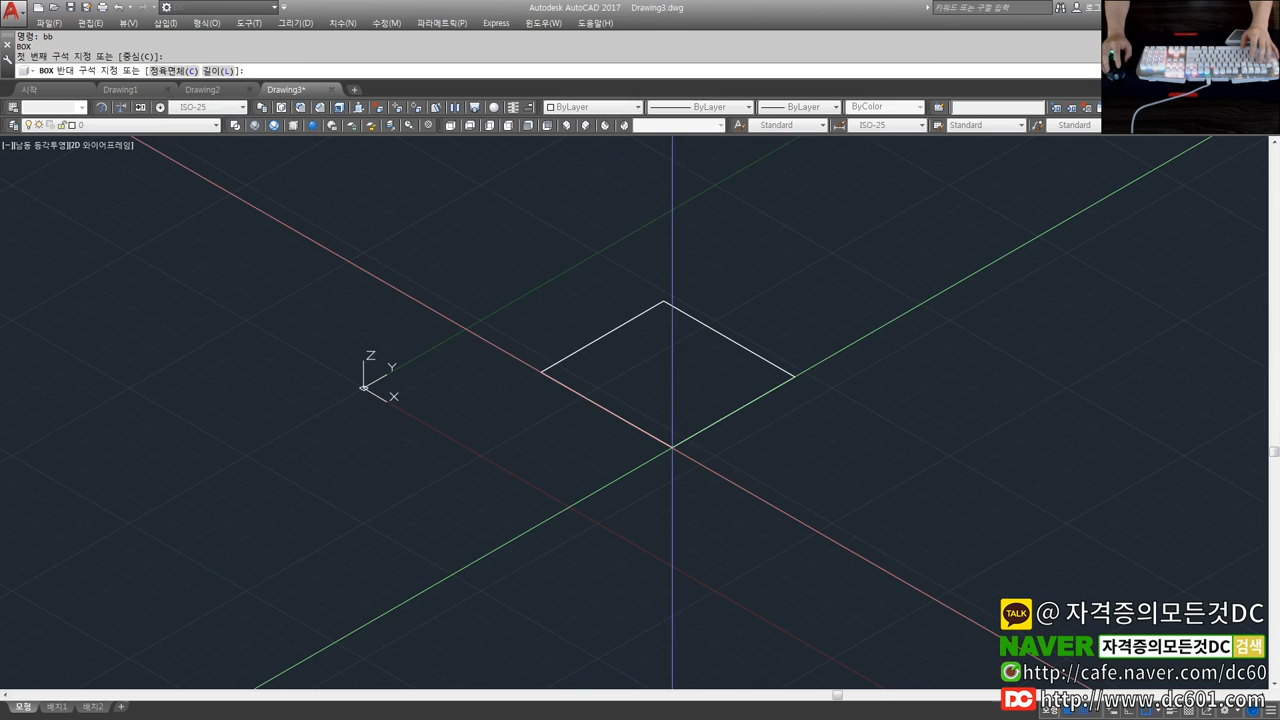 Autodesk AutoCAD 2017 Drawing3.dwg
키워드 또는 구절 입력
로그
파일(F) 편집(E) 뷰(V) 삽입(I) 형식(O) 도구(T) 그리기(D) 치수(N) 수정(M) 파라메트릭(P) Express 윈도우(W) 도움말(H)
명령: bb
BOX
첫 번째 구석 지정 또는 [중심(C)]:
BOX 반대 구석 지정 또는 [정육면체(C) 길이(L)]:
시작 Drawing1 Drawing2 Drawing3*
ISO-25 ByLayer ByLayer ByLayer ByColor
0 Standard ISO-25 Standard Standard
[−]남동 등각투영]2D 와이어프레임]
Z
Y
X
TALK @ 자격증의모든것DC
NAVER 자격증의모든것DC 검색
http://cafe.naver.com/dc60
DC http://www.dc601.com
모형 배치1 배치2 +
모형